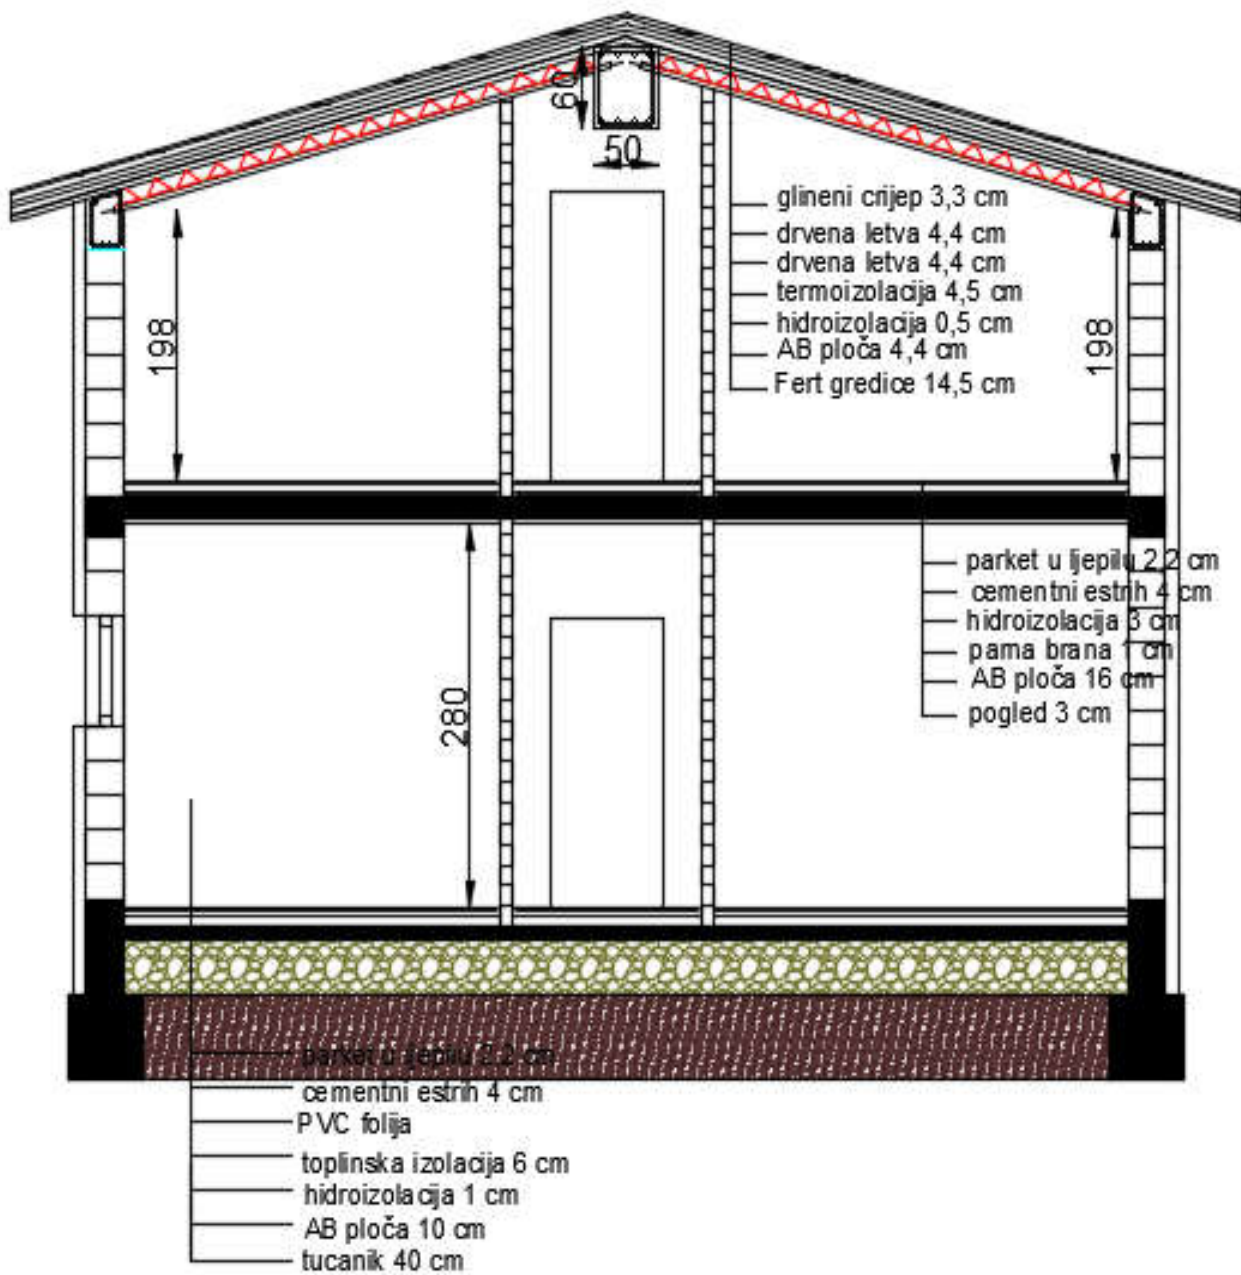 60
50
glineni crijep 3,3 cm
drvena letva 4,4 cm
drvena letva 4,4 cm
termoizolacija 4,5 cm
hidroizolacija 0,5 cm
AB ploča 4,4 cm
Fert gredice 14,5 cm
198
198
parket u ljepilu 2,2 cm
cementni estrih 4 cm
hidroizolacija 3 cm
parna brana 1 cm
AB ploča 16 cm
pogled 3 cm
280
parket u ljepilu 2,2 cm
cementni estrih 4 cm
PVC folija
toplinska izolacija 6 cm
hidroizolacija 1 cm
AB ploča 10 cm
tucanik 40 cm